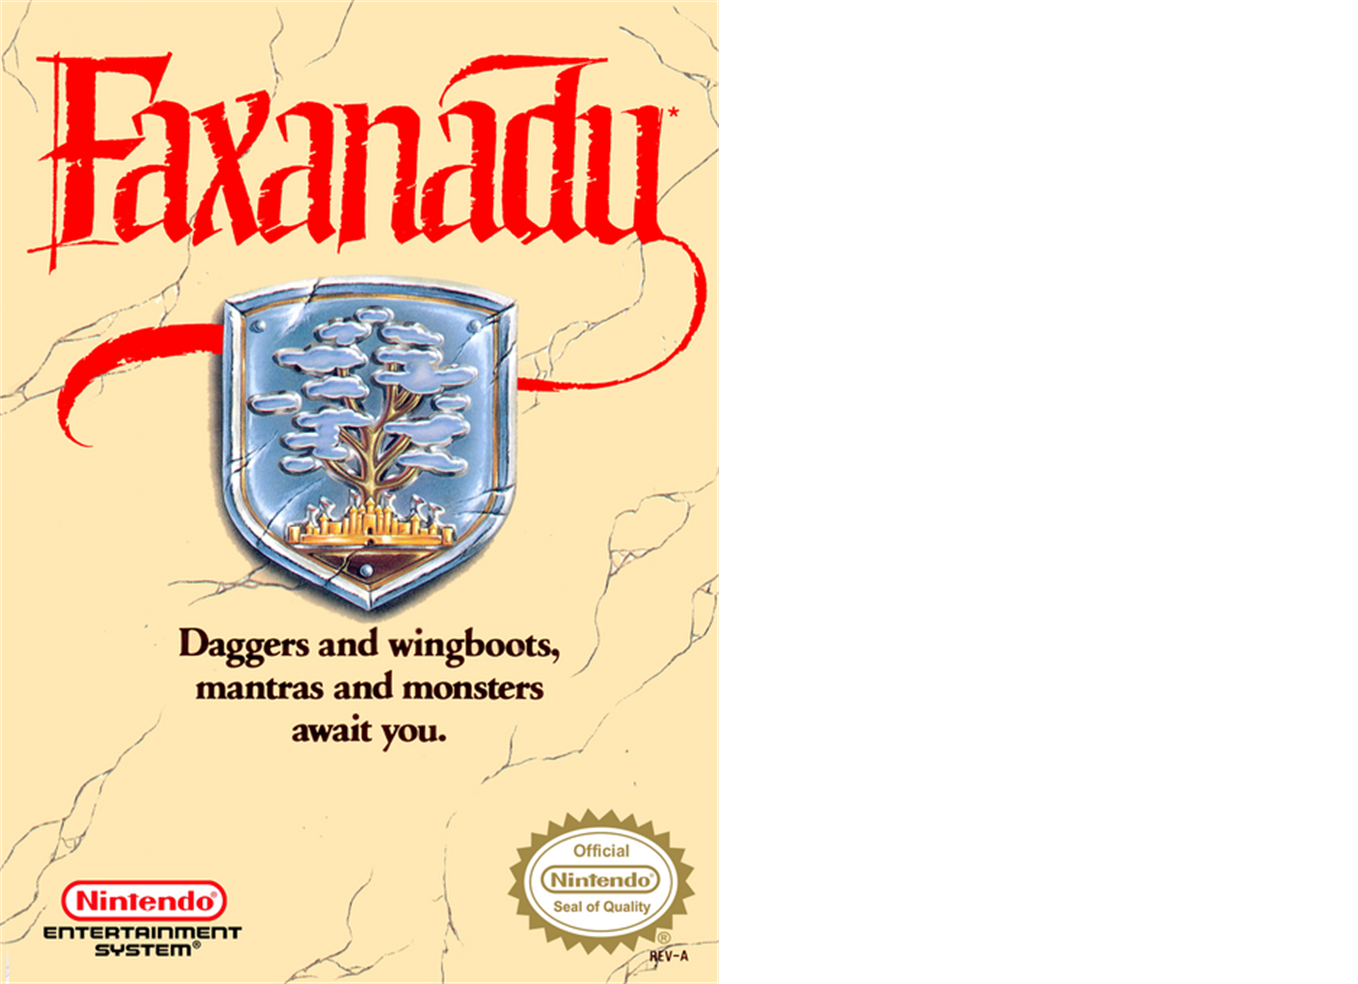 Faxanadu*
Daggers and wingboots,
mantras and monsters
await you.
Nintendo®
ENTERTAINMENT
SYSTEM®
Official
Nintendo®
Seal of Quality
®
REV-A